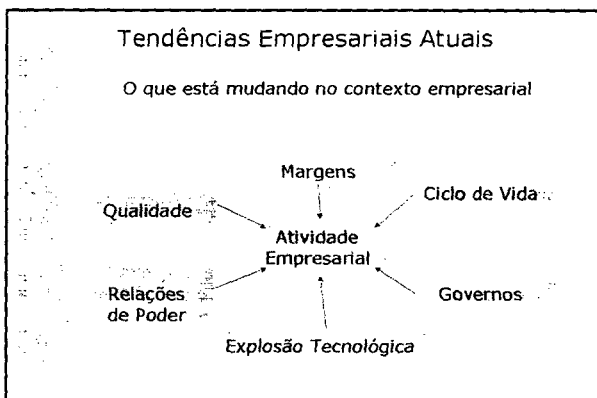 Tendências Empresariais Atuais
O que está mudando no contexto empresarial
Margens
Ciclo de Vida
Qualidade
Atividade
Empresarial
Relações
de Poder
Governos
Explosão Tecnológica